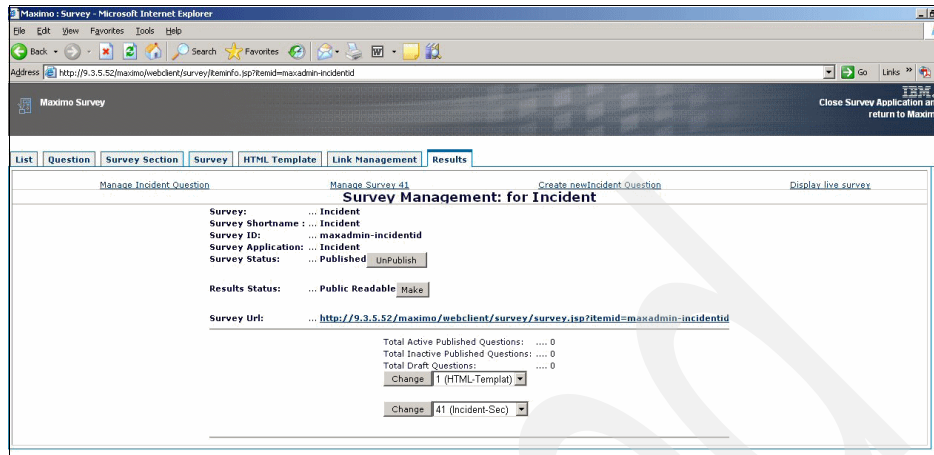 Maximo : Survey - Microsoft Internet Explorer
File Edit View Favorites Tools Help
Back Search Favorites
Address http://9.3.5.52/maximo/webclient/survey/iteminfo.jsp?itemid=maxadmin-incidentid Go Links »
Maximo Survey
IBM
Close Survey Application an
return to Maxim
List Question Survey Section Survey HTML Template Link Management Results
Manage Incident Question Manage Survey 41 Create newIncident Question Display live survey
Survey Management: for Incident
Survey: ... Incident
Survey Shortname : ... Incident
Survey ID: ... maxadmin-incidentid
Survey Application: ... Incident
Survey Status: ... Published UnPublish
Results Status: ... Public Readable Make
Survey Url: ... http://9.3.5.52/maximo/webclient/survey/survey.jsp?itemid=maxadmin-incidentid
Total Active Published Questions: .... 0
Total Inactive Published Questions: .... 0
Total Draft Questions: .... 0
Change 1 (HTML-Templat)
Change 41 (Incident-Sec)